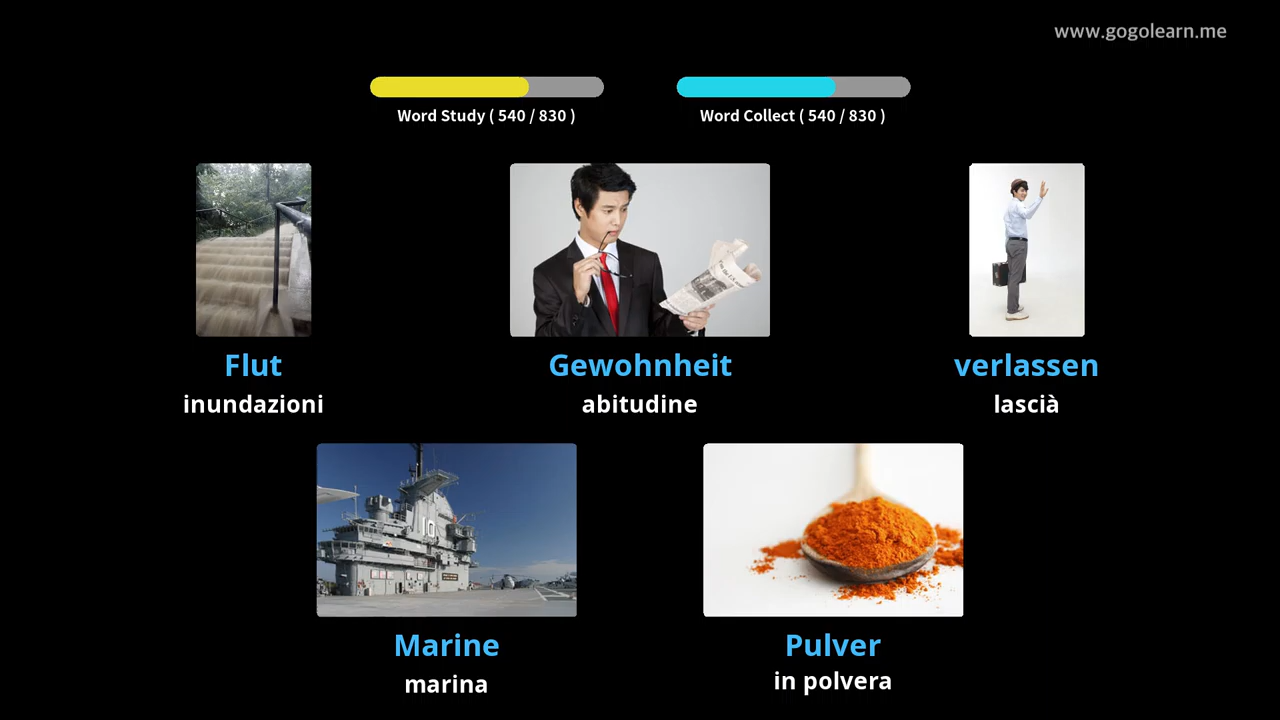 www.gogolearn.me
Word Study ( 540 / 830 )
Word Collect ( 540 / 830 )
Flut
inundazioni
Gewohnheit
abitudine
verlassen
lascià
Marine
marina
Pulver
in polvera